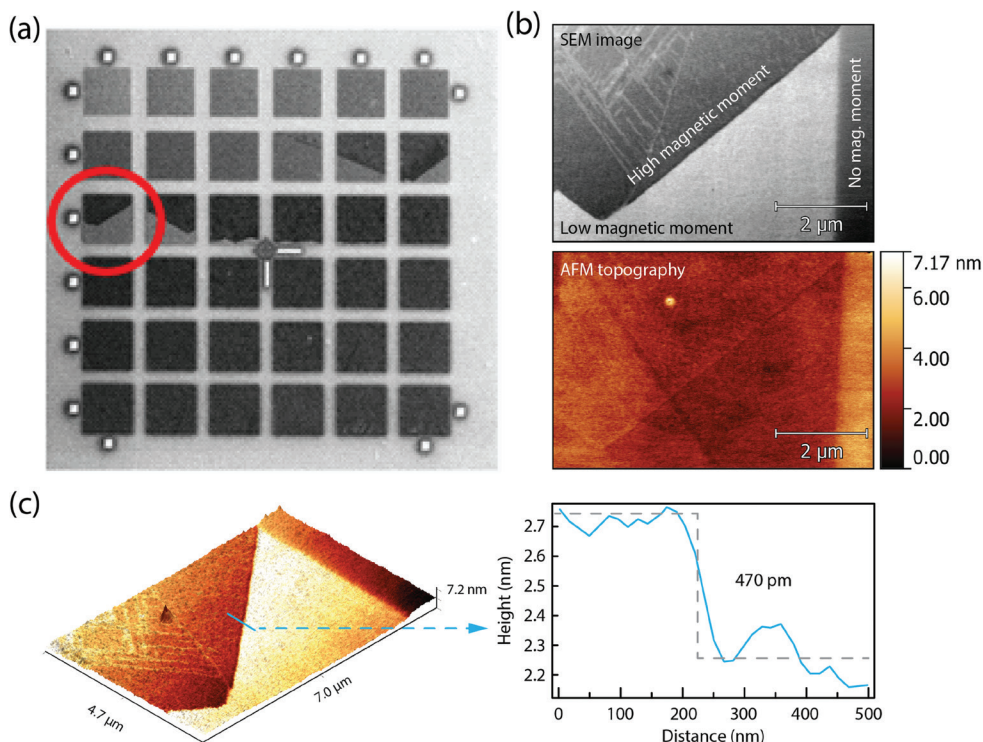 (a)
(b)
SEM image
High magnetic moment
No mag. moment
Low magnetic moment
2 µm
AFM topography
2 µm
7.17 nm
6.00
4.00
2.00
0.00
(c)
7.2 nm
7.0 µm
4.7 µm
Height (nm)
2.7
2.6
2.5
2.4
2.3
2.2
470 pm
0 100 200 300 400 500
Distance (nm)